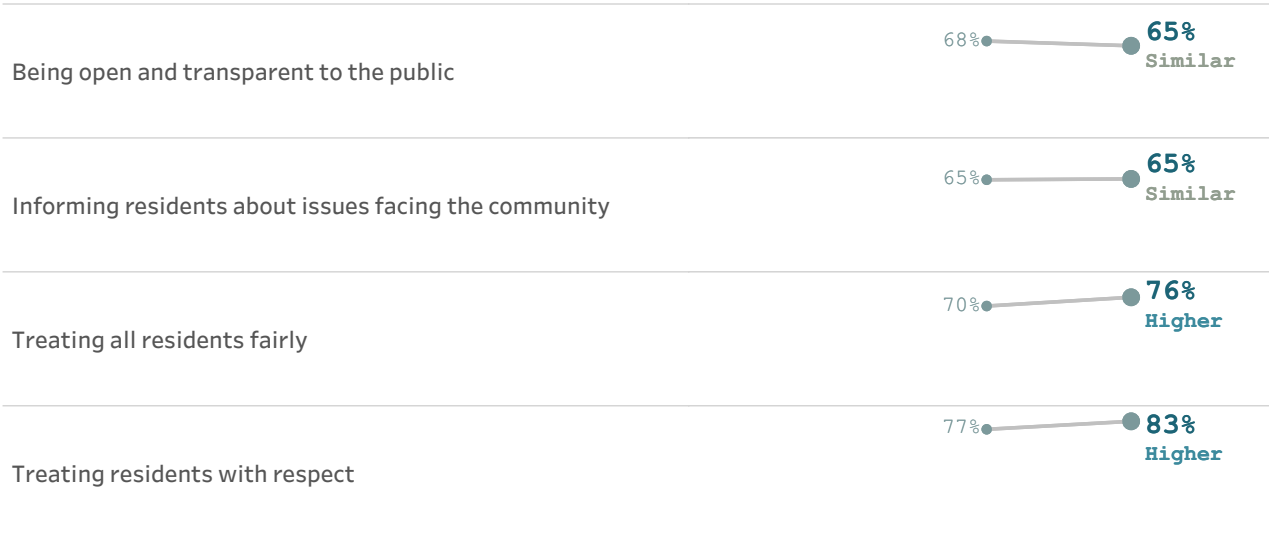 68%
65%
Similar
Being open and transparent to the public
65%
65%
Similar
Informing residents about issues facing the community
70%
76%
Higher
Treating all residents fairly
77%
83%
Higher
Treating residents with respect